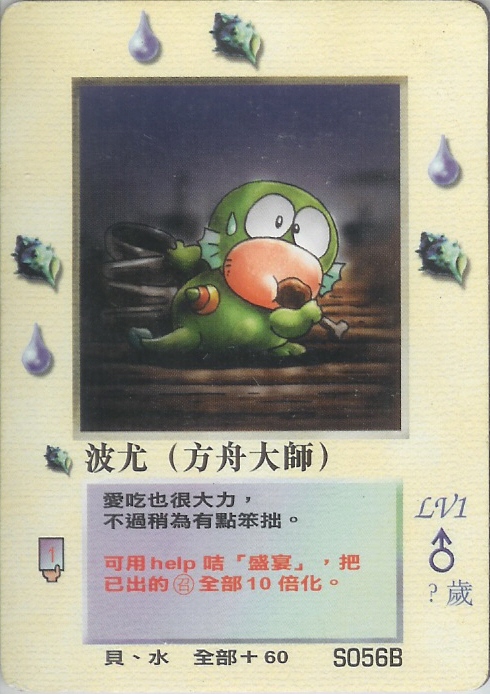 波尤（方舟大師）
愛吃也很大力，
不過稍為有點笨拙。
可用help 咭「盛宴」，把
已出的㊁全部10 倍化。
LV1
1
? 歲
貝、水　全部＋60
S056B